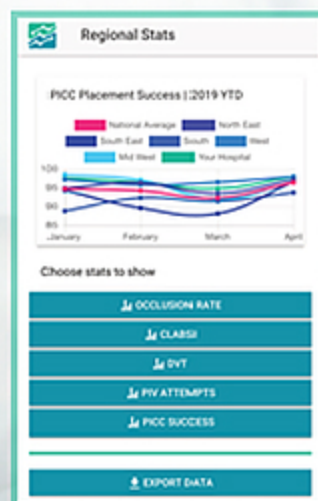 Regional Stats
PICC Placement Success | 2019 YTD
National Average North East
South East South West
Mid West Your Hospital
100
95
90
85
January February March April
Choose stats to show
OCCLUSION RATE
CLABSII
DVT
PIV ATTEMPTS
PICC SUCCESS
EXPORT DATA